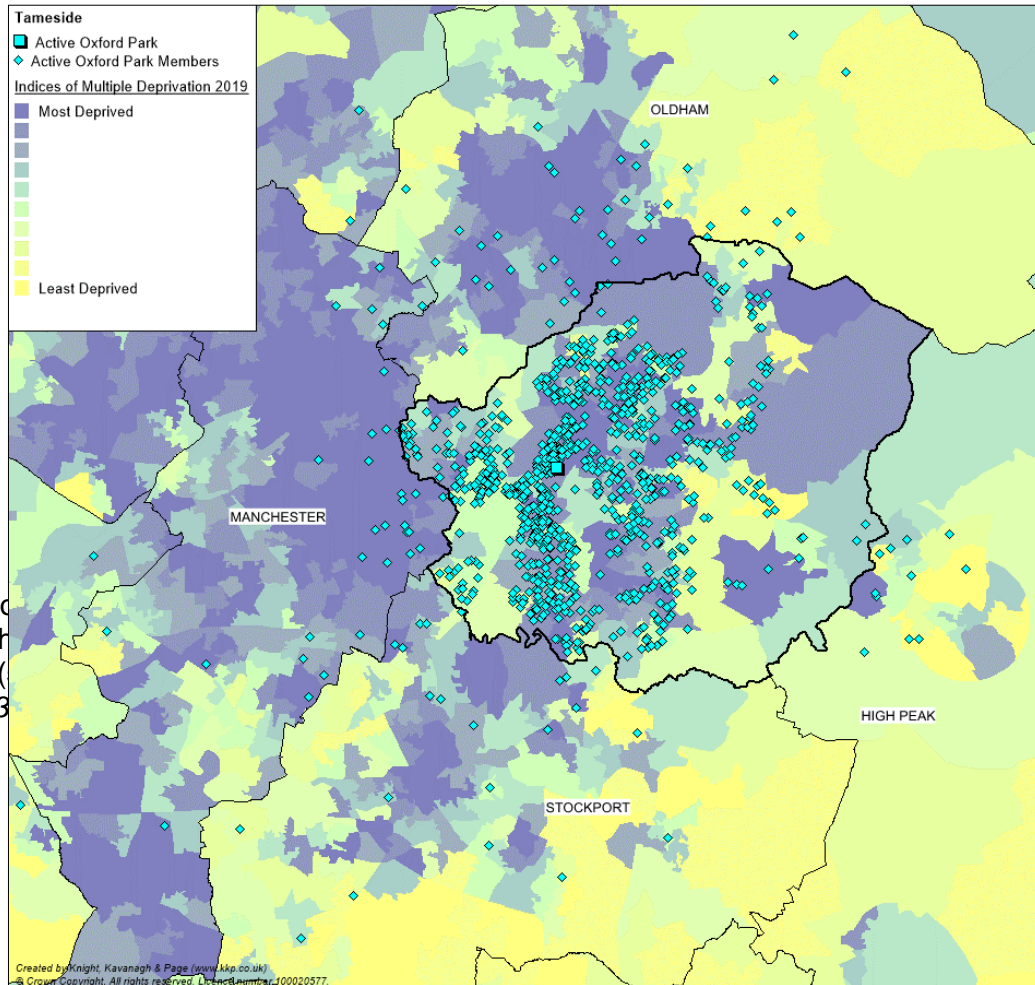 Tameside
Active Oxford Park
Active Oxford Park Members
Indices of Multiple Deprivation 2019
Most Deprived
Least Deprived
OLDHAM
MANCHESTER
HIGH PEAK
STOCKPORT
(
3
Created by Knight, Kavanagh & Page (www.kkp.co.uk)
© Crown Copyright. All rights reserved. Licence number 100020577.